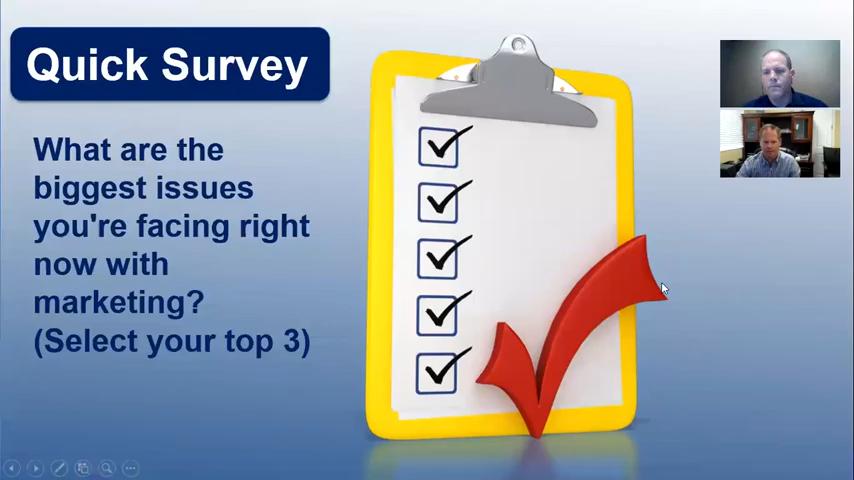 Quick Survey
What are the
biggest issues
you're facing right
now with
marketing?
(Select your top 3)